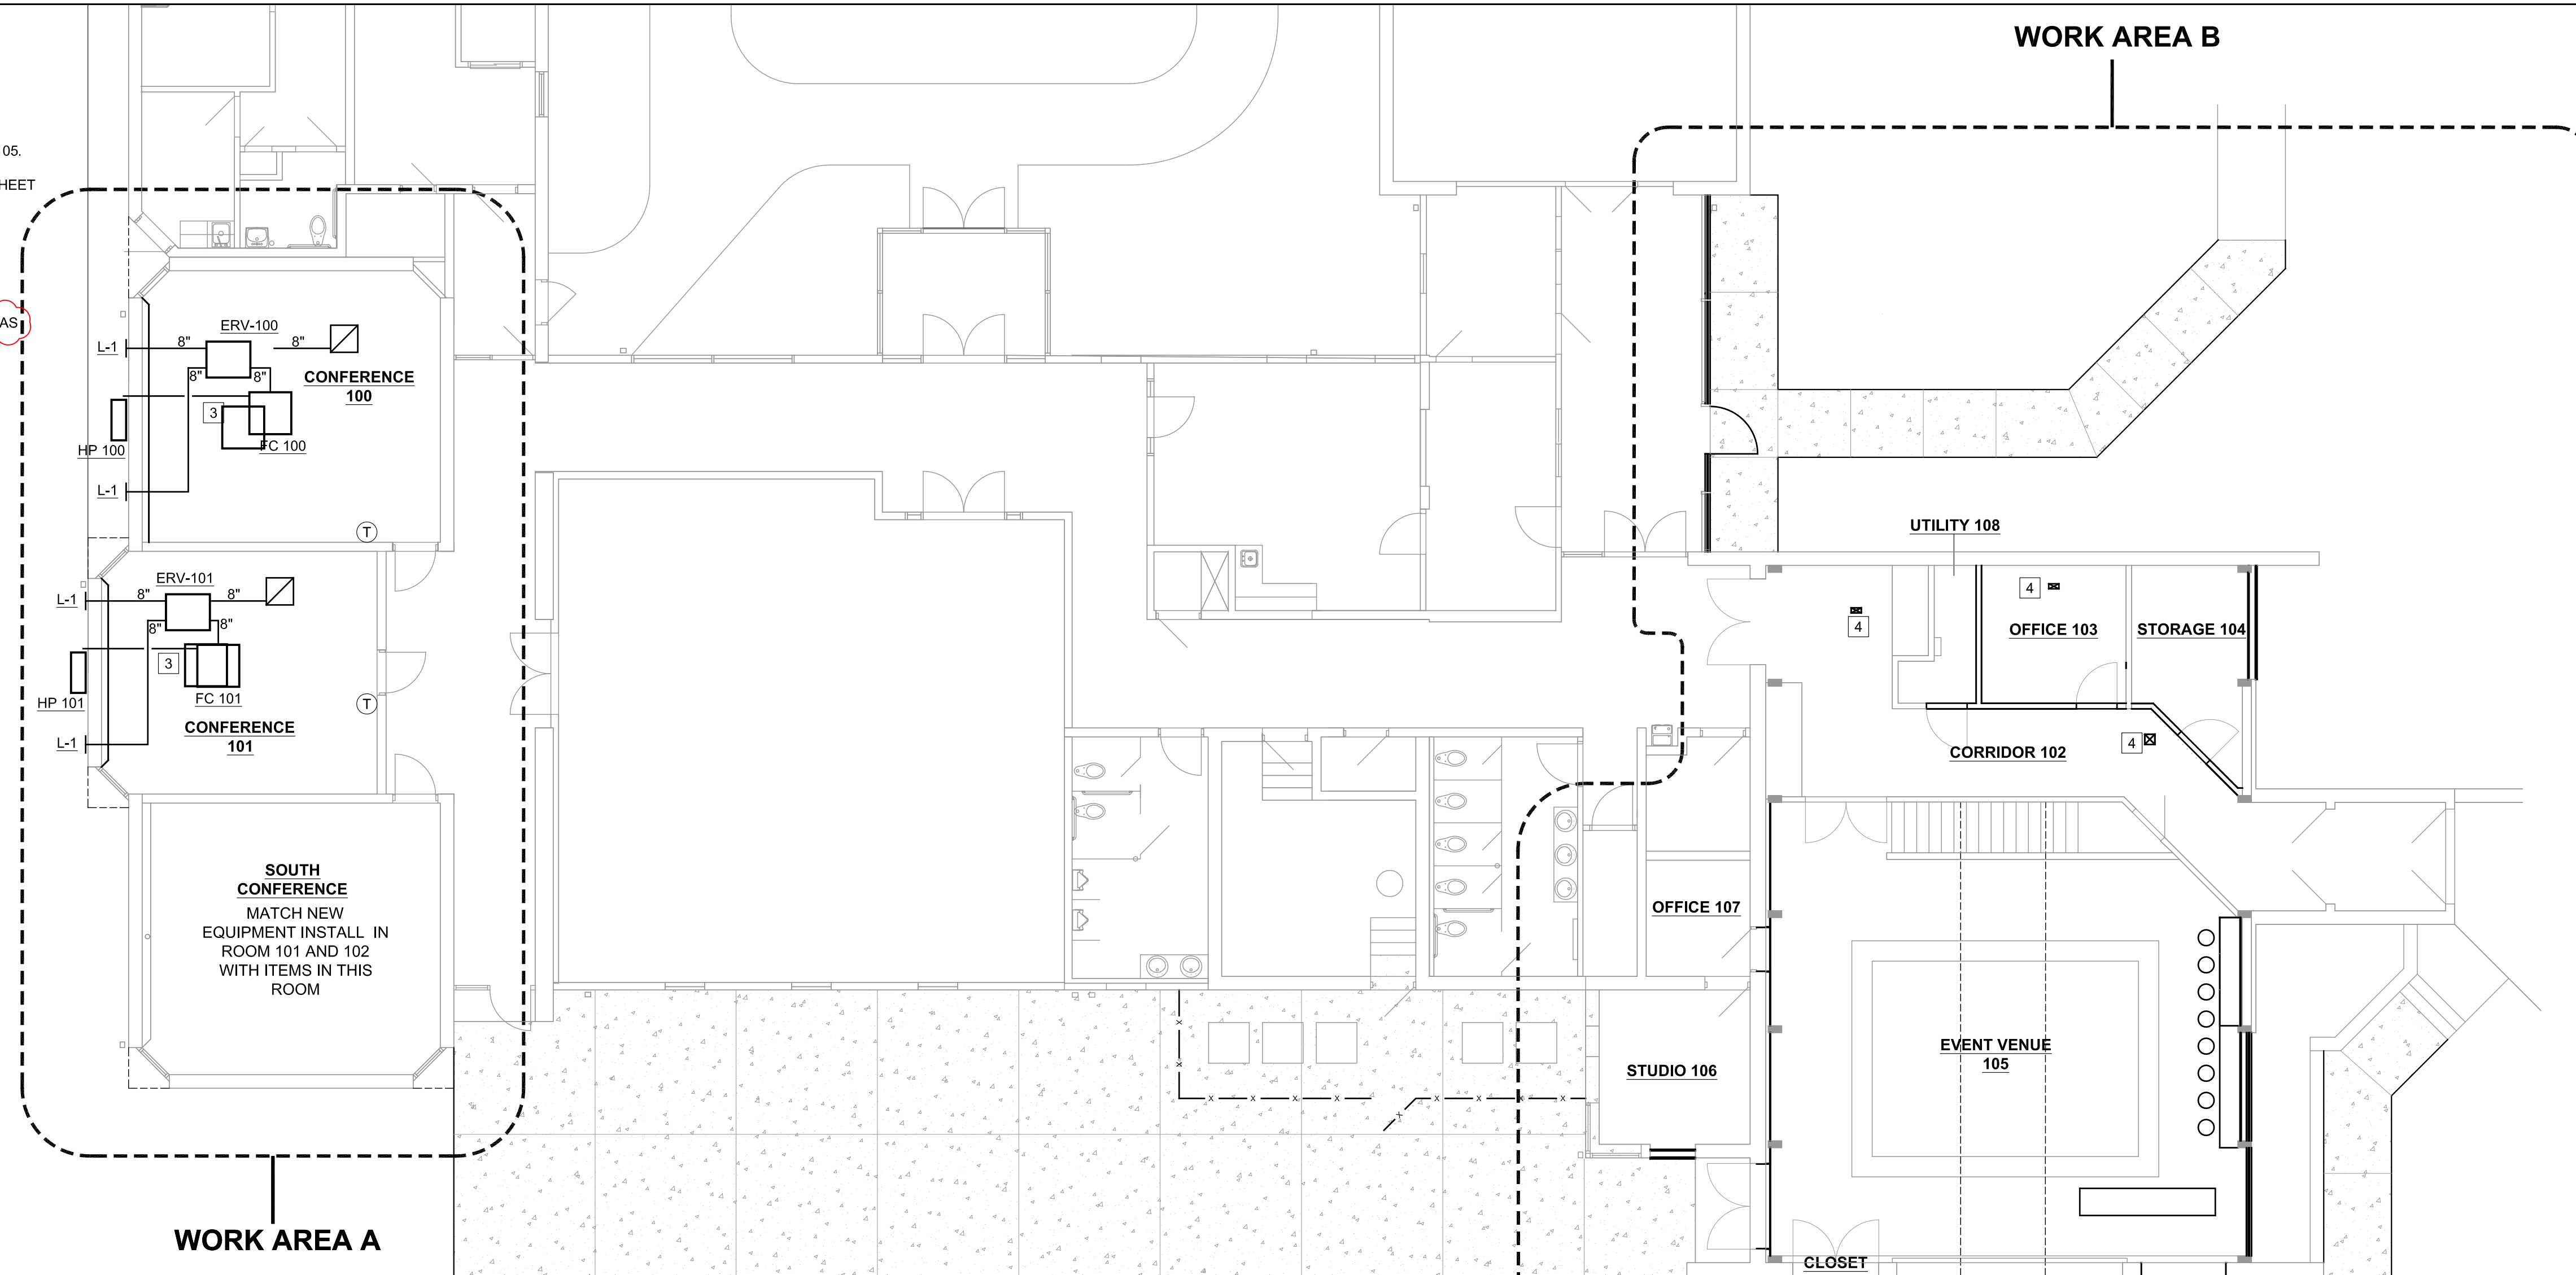 WORK AREA B
05.
HEET
AS
ERV-100
L-1
8"
8"
8"
8"
CONFERENCE
100
3
FC 100
HP 100
L-1
T
ERV-101
L-1
8"
8"
8"
8"
3
FC 101
HP 101
T
CONFERENCE
101
L-1
SOUTH
CONFERENCE
MATCH NEW
EQUIPMENT INSTALL IN
ROOM 101 AND 102
WITH ITEMS IN THIS
ROOM
WORK AREA A
UTILITY 108
4
4
OFFICE 103
STORAGE 104
4
CORRIDOR 102
OFFICE 107
EVENT VENUE
105
STUDIO 106
x
x
x
x
x
x
x
x
x
x
x
CLOSET